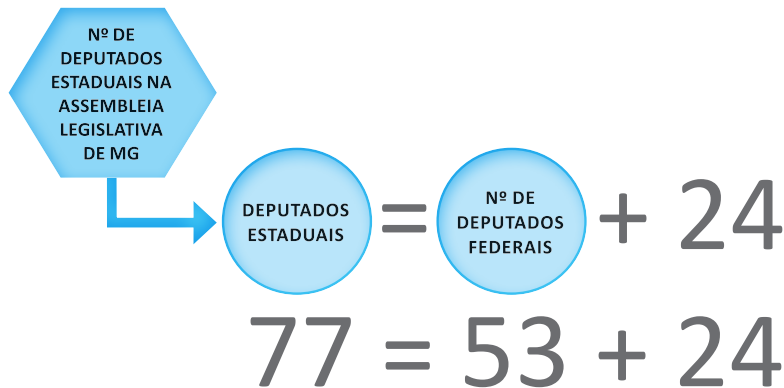 Nº DE
DEPUTADOS
ESTADUAIS NA
ASSEMBLEIA
LEGISLATIVA
DE MG
DEPUTADOS
ESTADUAIS
=
Nº DE
DEPUTADOS
FEDERAIS
+ 24
77 = 53 + 24